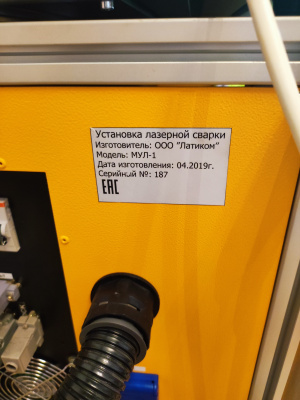 Установка лазерной сварки
Изготовитель: ООО "Латиком"
Модель: МУЛ-1
Дата изготовления: 04.2019г.
Серийный №: 187
EAC